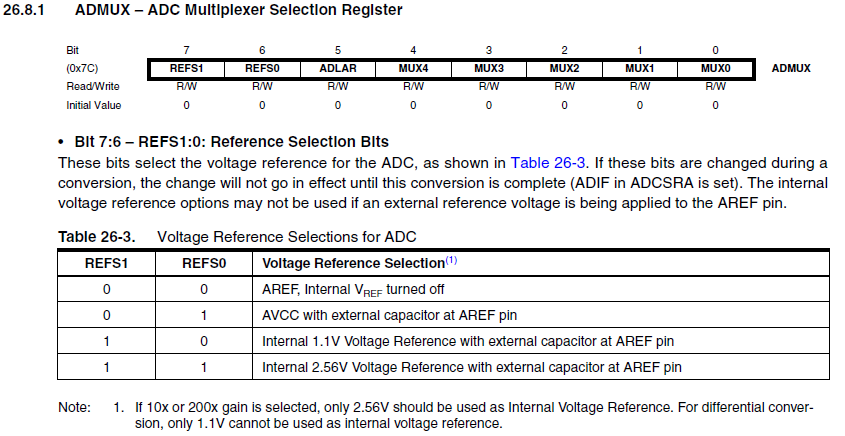 26.8.1 ADMUX – ADC Multiplexer Selection Register
Bit 7 6 5 4 3 2 1 0
(0x7C) REFS1 REFS0 ADLAR MUX4 MUX3 MUX2 MUX1 MUX0 ADMUX
Read/Write R/W R/W R/W R/W R/W R/W R/W R/W
Initial Value 0 0 0 0 0 0 0 0
• Bit 7:6 – REFS1:0: Reference Selection Bits
These bits select the voltage reference for the ADC, as shown in Table 26-3. If these bits are changed during a
conversion, the change will not go in effect until this conversion is complete (ADIF in ADCSRA is set). The internal
voltage reference options may not be used if an external reference voltage is being applied to the AREF pin.
Table 26-3. Voltage Reference Selections for ADC
REFS1 REFS0 Voltage Reference Selection(1)
0 0 AREF, Internal VREF turned off
0 1 AVCC with external capacitor at AREF pin
1 0 Internal 1.1V Voltage Reference with external capacitor at AREF pin
1 1 Internal 2.56V Voltage Reference with external capacitor at AREF pin
Note: 1. If 10x or 200x gain is selected, only 2.56V should be used as Internal Voltage Reference. For differential conver-
sion, only 1.1V cannot be used as internal voltage reference.